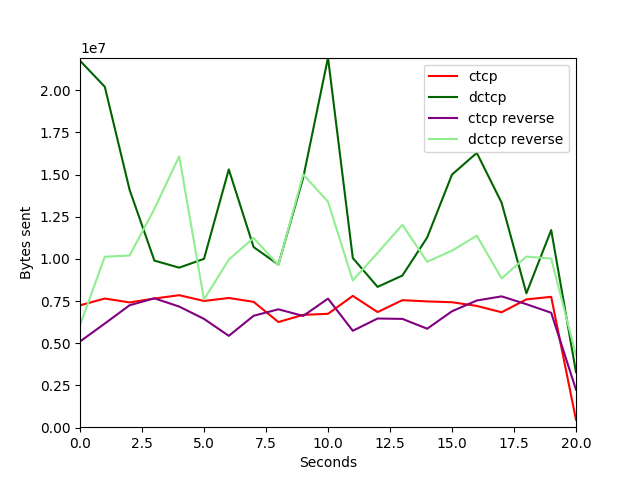 1e7
2.00
1.75
1.50
1.25
1.00
0.75
0.50
0.25
0.00
Bytes sent
ctcp
dctcp
ctcp reverse
dctcp reverse
0.0 2.5 5.0 7.5 10.0 12.5 15.0 17.5 20.0
Seconds